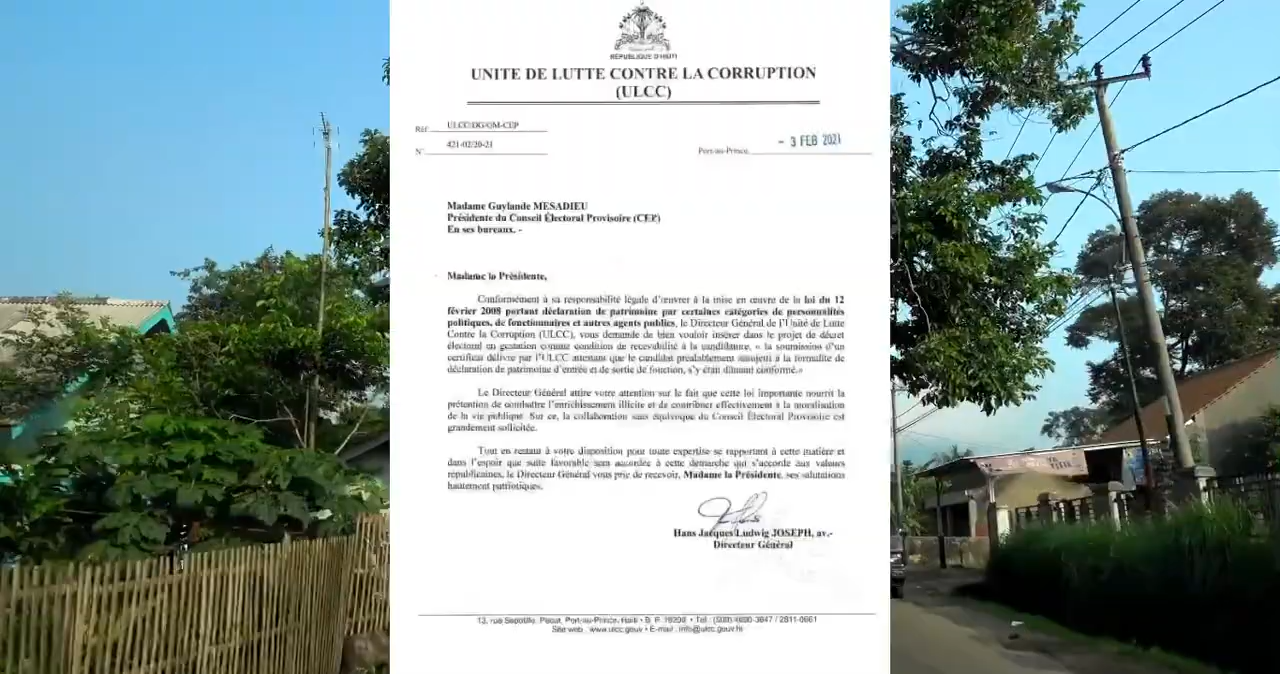 RÉPUBLIQUE D'HAITI
UNITE DE LUTTE CONTRE LA CORRUPTION
(ULCC)
Réf: ULCC/DG/QM-CEP
N° 421-02/20-21
Port-au-Prince, - 3 FEB 2021
Madame Guylande MESADIEU
Présidente du Conseil Électoral Provisoire (CEP)
En ses bureaux. -
Madame la Présidente,
Conformément à sa responsabilité légale d'œuvrer à la mise en œuvre de la loi du 12
février 2008 portant déclaration de patrimoine par certaines catégories de personnalités
politiques, de fonctionnaires et autres agents publics, le Directeur Général de l'Unité de Lutte
Contre la Corruption (ULCC), vous demande de bien vouloir insérer dans le projet de décret
électoral en gestation comme condition de recevabilité à la candidature, « la soumission d'un
certificat délivré par l'ULCC attestant que le candidat préalablement assujetti à la formalité de
déclaration de patrimoine d'entrée et de sortie de fonction, s'y était dûment conformé.»
Le Directeur Général attire votre attention sur le fait que cette loi importante nourrit la
prétention de combattre l'enrichissement illicite et de contribuer effectivement à la moralisation
de la vie publique. Sur ce, la collaboration sans équivoque du Conseil Électoral Provisoire est
grandement sollicitée.
Tout en restant à votre disposition pour toute expertise se rapportant à cette matière et
dans l'espoir que suite favorable sera accordée à cette démarche qui s'accorde aux valeurs
républicaines, le Directeur Général vous prie de recevoir, Madame la Présidente, ses salutations
hautement patriotiques.
Hans Jacques Ludwig JOSEPH, av.-
Directeur Général
13, rue Sapotille, Pacot, Port-au-Prince, Haïti • B. P. • Tel.: / 2811-0661
Site web : www.ulcc.gouv • E-mail : info@ulcc.gouv.ht